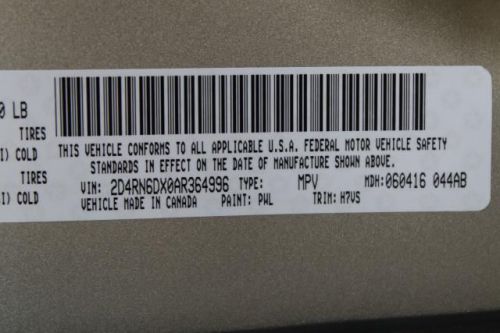 0 LB
TIRES
THIS VEHICLE CONFORMS TO ALL APPLICABLE U.S.A. FEDERAL MOTOR VEHICLE SAFETY
I) COLD
STANDARDS IN EFFECT ON THE DATE OF MANUFACTURE SHOWN ABOVE.
TIRES
VIN: 2D4RN6DX0AR364996 TYPE: MPV MDH:060416 044AB
I) COLD
VEHICLE MADE IN CANADA PAINT: PWL TRIM: H7VS